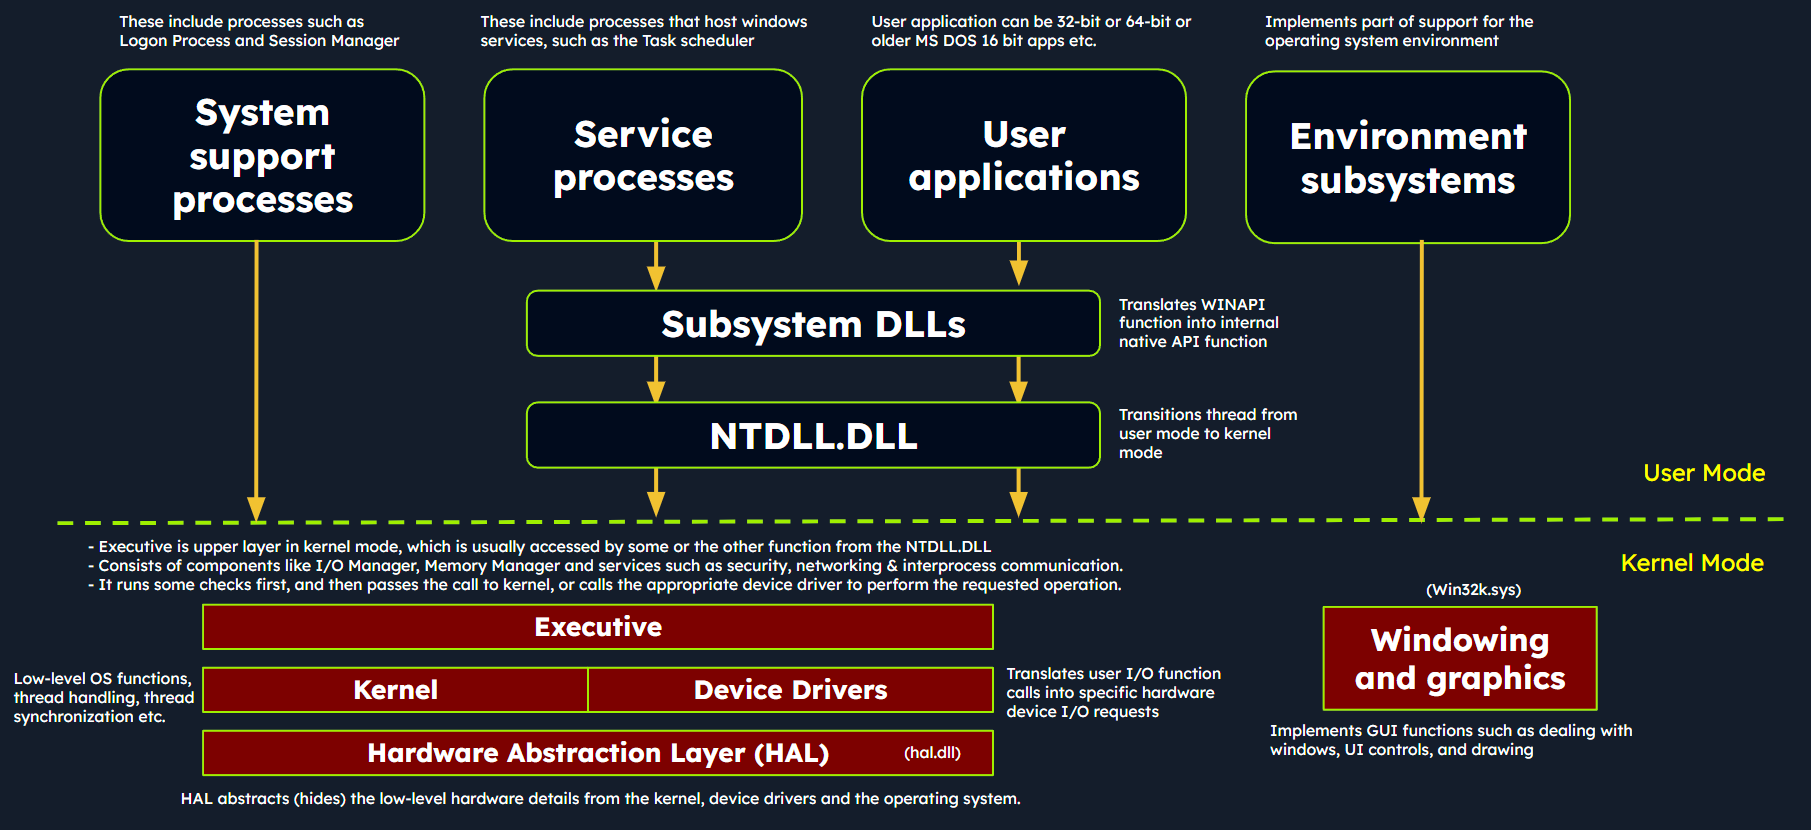 These include processes such as
Logon Process and Session Manager
These include processes that host windows
services, such as the Task scheduler
User application can be 32-bit or 64-bit or
older MS DOS 16 bit apps etc.
Implements part of support for the
operating system environment
System
support
processes
Service
processes
User
applications
Environment
subsystems
Subsystem DLLs
Translates WINAPI
function into internal
native API function
NTDLL.DLL
Transitions thread from
user mode to kernel
mode
User Mode
Kernel Mode
- Executive is upper layer in kernel mode, which is usually accessed by some or the other function from the NTDLL.DLL
- Consists of components like I/O Manager, Memory Manager and services such as security, networking & interprocess communication.
- It runs some checks first, and then passes the call to kernel, or calls the appropriate device driver to perform the requested operation.
Executive
Low-level OS functions,
thread handling, thread
synchronization etc.
Kernel
Device Drivers
Translates user I/O function
calls into specific hardware
device I/O requests
Hardware Abstraction Layer (HAL)
(hal.dll)
HAL abstracts (hides) the low-level hardware details from the kernel, device drivers and the operating system.
(Win32k.sys)
Windowing
and graphics
Implements GUI functions such as dealing with
windows, UI controls, and drawing